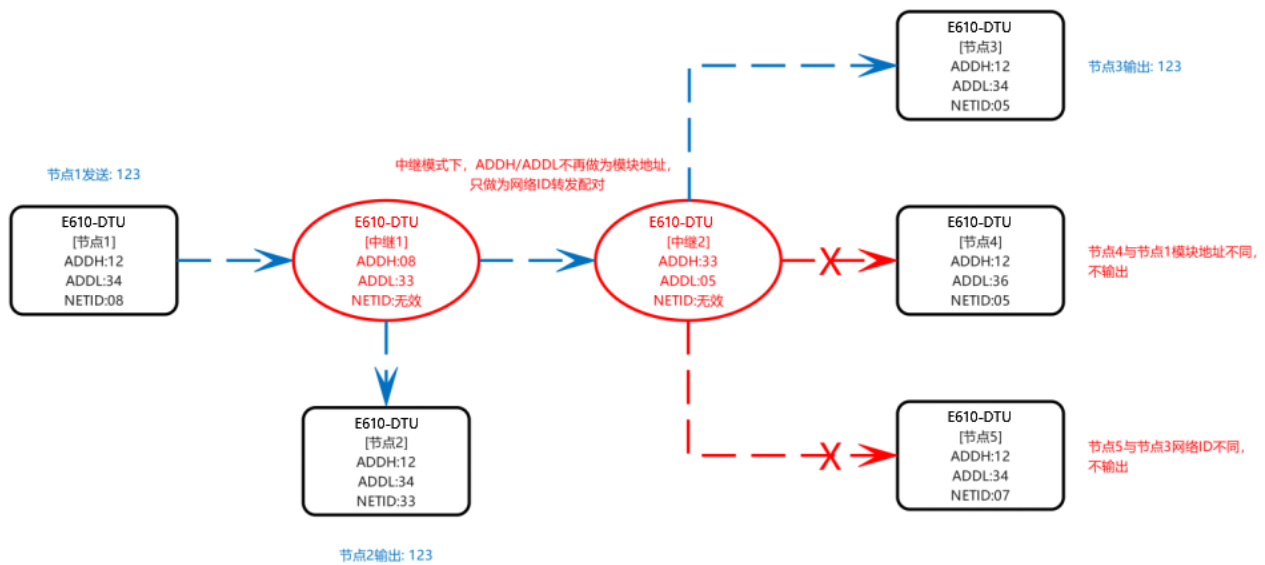 E610-DTU
[节点3]
ADDH:12
ADDL:34
NETID:05
节点3输出: 123
中继模式下，ADDH/ADDL不再做为模块地址，
只做为网络ID转发配对
节点1发送: 123
E610-DTU
[节点1]
ADDH:12
ADDL:34
NETID:08
E610-DTU
[中继1]
ADDH:08
ADDL:33
NETID:无效
E610-DTU
[中继2]
ADDH:33
ADDL:05
NETID:无效
E610-DTU
[节点4]
ADDH:12
ADDL:36
NETID:05
节点4与节点1模块地址不同，
不输出
E610-DTU
[节点2]
ADDH:12
ADDL:34
NETID:33
节点2输出: 123
E610-DTU
[节点5]
ADDH:12
ADDL:34
NETID:07
节点5与节点3网络ID不同，
不输出